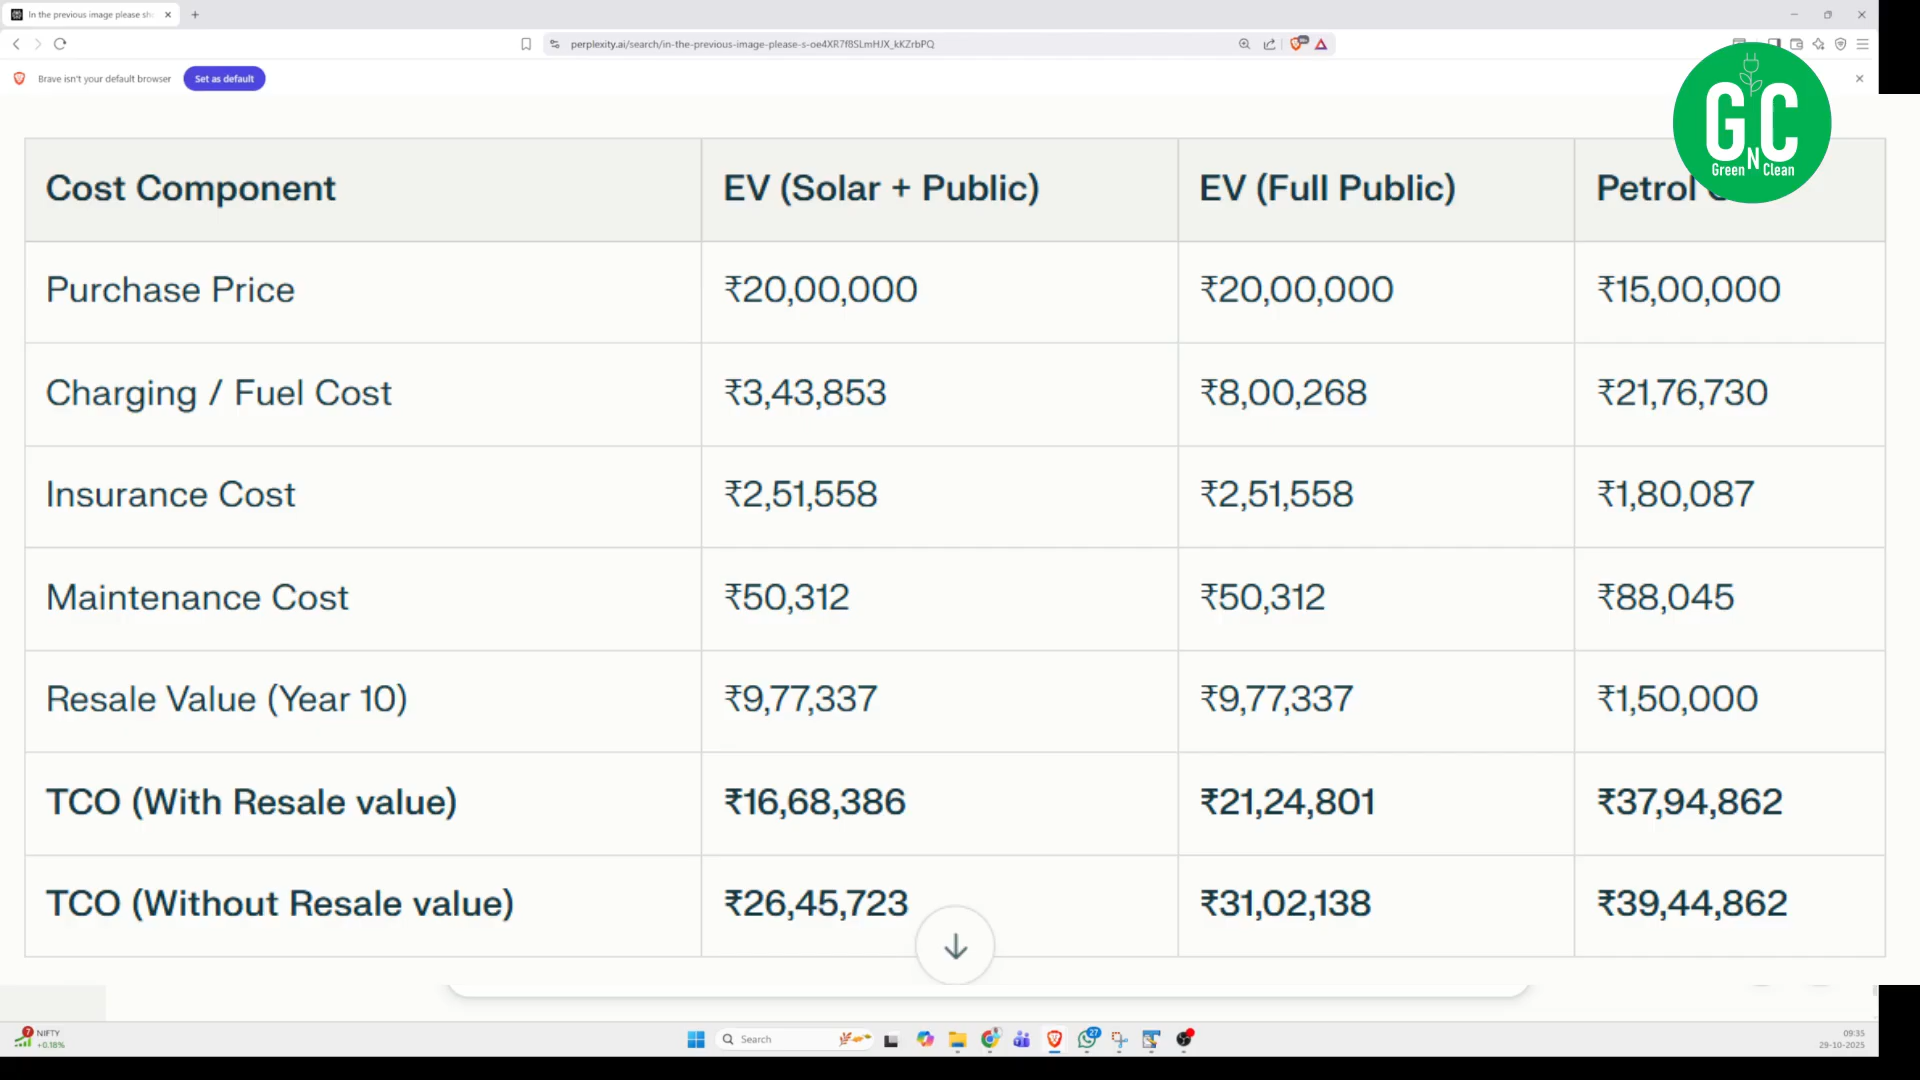 In the previous image please sh
perplexity.ai/search/in-the-previous-image-please-s-oe4XR7f8SLmHJX_kKZrbPQ
Brave isn't your default browser
Set as default
GNC
Green Clean
Cost Component EV (Solar + Public) EV (Full Public) Petrol
Purchase Price ₹20,00,000 ₹20,00,000 ₹15,00,000
Charging / Fuel Cost ₹3,43,853 ₹8,00,268 ₹21,76,730
Insurance Cost ₹2,51,558 ₹2,51,558 ₹1,80,087
Maintenance Cost ₹50,312 ₹50,312 ₹88,045
Resale Value (Year 10) ₹9,77,337 ₹9,77,337 ₹1,50,000
TCO (With Resale value) ₹16,68,386 ₹21,24,801 ₹37,94,862
TCO (Without Resale value) ₹26,45,723 ₹31,02,138 ₹39,44,862
7 NIFTY
+0.18%
Search
27
09:35
29-10-2025